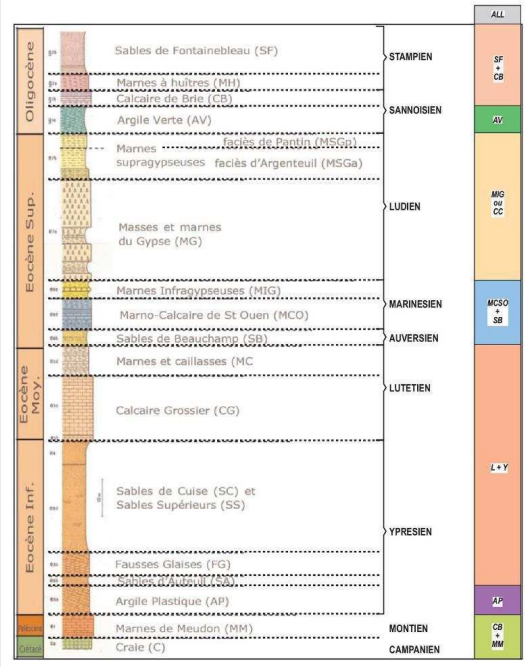 ALL
Oligocène
Sables de Fontainebleau (SF)
STAMPIEN
SF
+
CB
Marnes à huîtres (MH)
Calcaire de Brie (CB)
SANNOISIEN
Argile Verte (AV)
AV
Eocène Sup.
faciès de Pantin (MSGp)
Marnes
supragypseuses
faciès d'Argenteuil (MSGa)
LUDIEN
MIG
ou
CC
Masses et marnes
du Gypse (MG)
Marnes Infragypseuses (MIG)
MARINESIEN
MCSO
+
SB
Marno-Calcaire de St Ouen (MCO)
Sables de Beauchamp (SB)
AUVERSIEN
Eocène
Moy.
Marnes et caillasses (MC
LUTETIEN
Calcaire Grossier (CG)
L + Y
Eocène Inf.
Sables de Cuise (SC) et
Sables Supérieurs (SS)
YPRESIEN
Fausses Glaises (FG)
Sables d'Auteuil (SA)
Argile Plastique (AP)
AP
Marnes de Meudon (MM)
MONTIEN
CB
+
MM
Crétacé
Craie (C)
CAMPANIEN